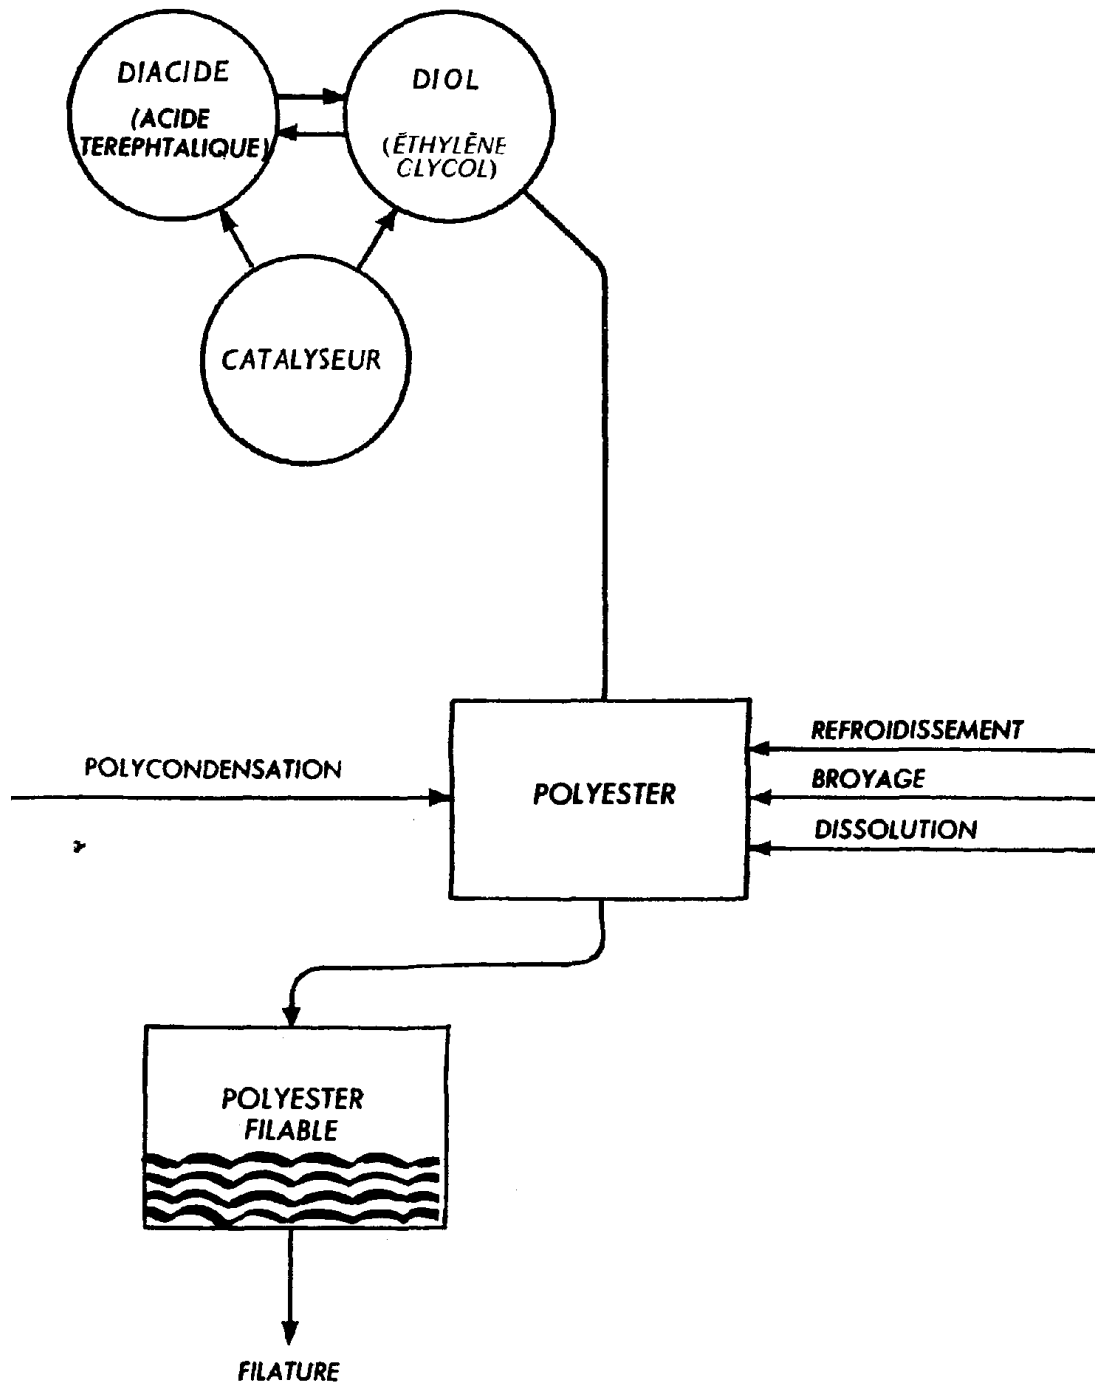 DIACIDE
(ACIDE
TEREPHTALIQUE)
DIOL
(ÉTHYLÈNE
CLYCOL)
CATALYSEUR
POLYCONDENSATION
POLYESTER
REFROIDISSEMENT
BROYAGE
DISSOLUTION
POLYESTER
FILABLE
FILATURE